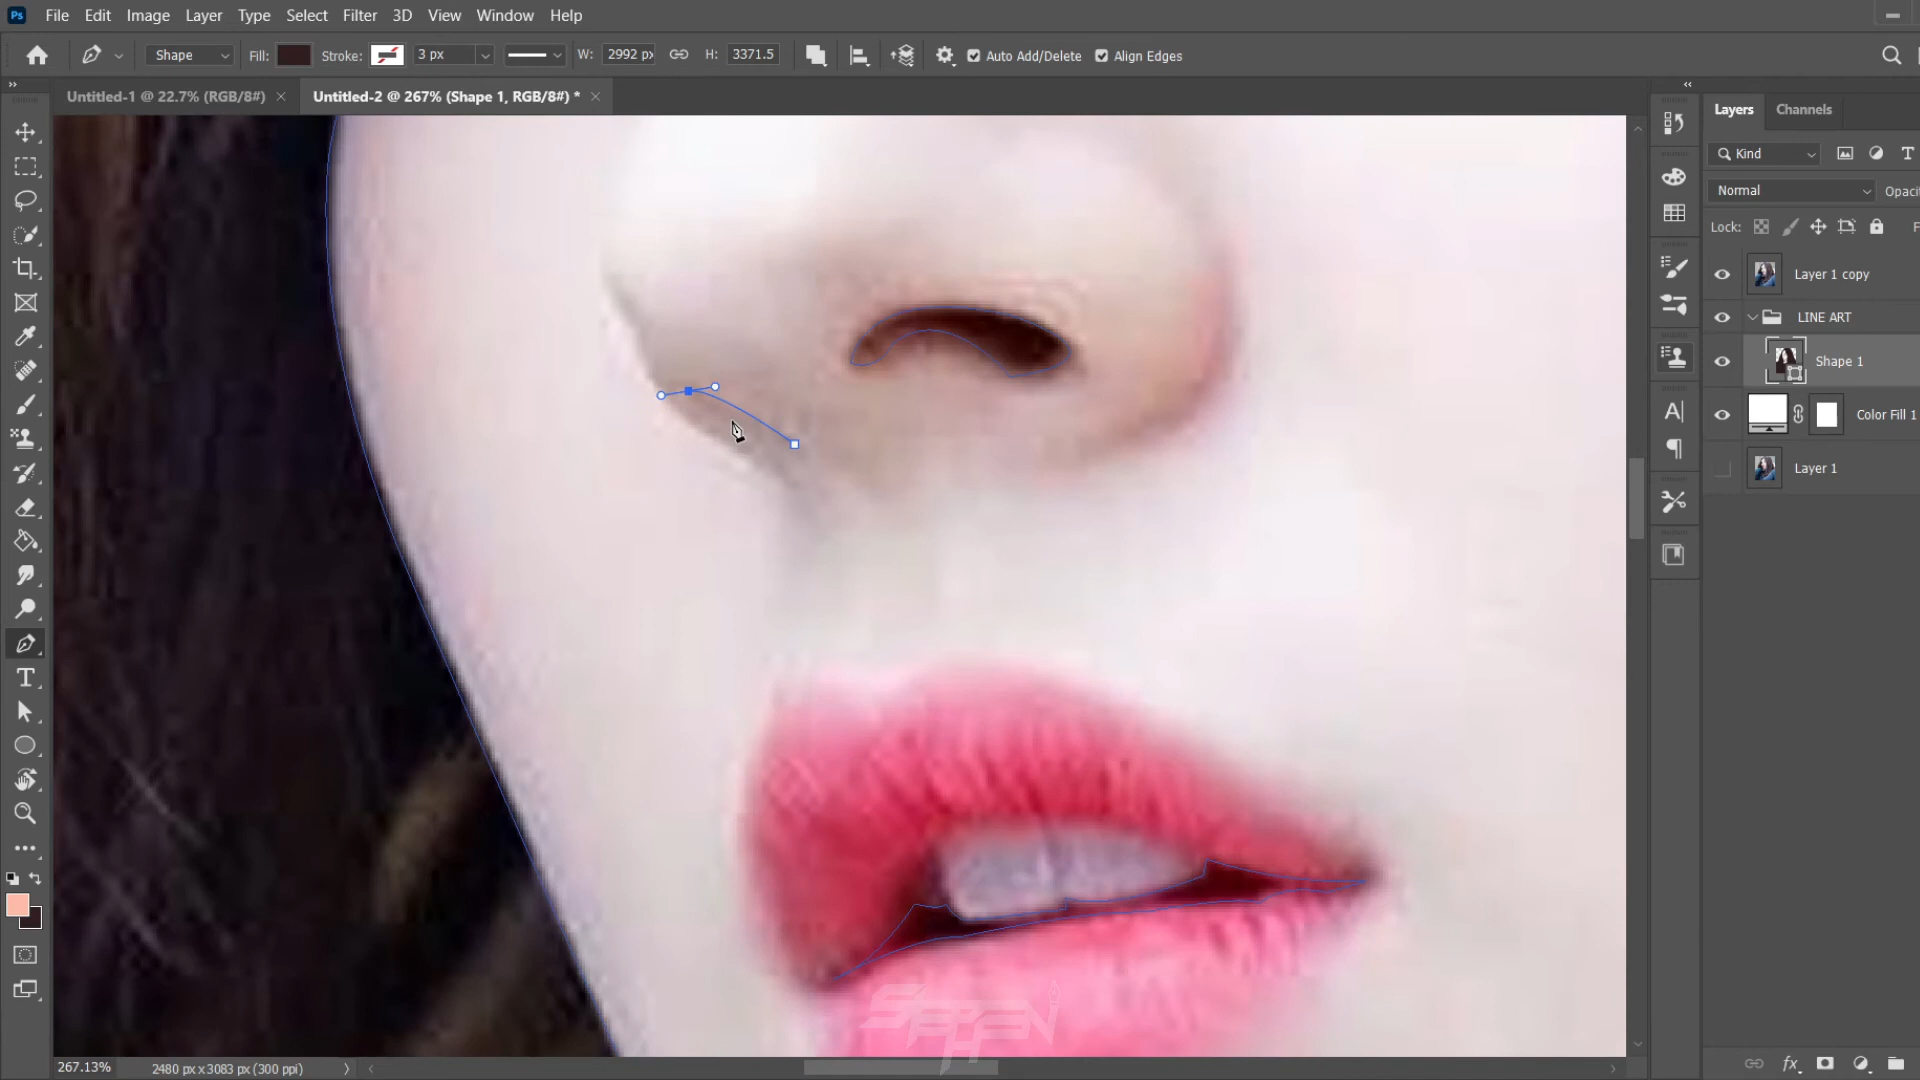 Ps File Edit Image Layer Type Select Filter 3D View Window Help
Shape Fill: Stroke: 3 px W: 2992 px H: 3371.5 Auto Add/Delete Align Edges
Untitled-1 @ 22.7% (RGB/8#) × Untitled-2 @ 267% (Shape 1, RGB/8#) * ×
Layers Channels
Kind
Normal Opaci
Lock: F
Layer 1 copy
LINE ART
Shape 1
Color Fill 1
Layer 1
fx
267.13% 2480 px x 3083 px (300 ppi)